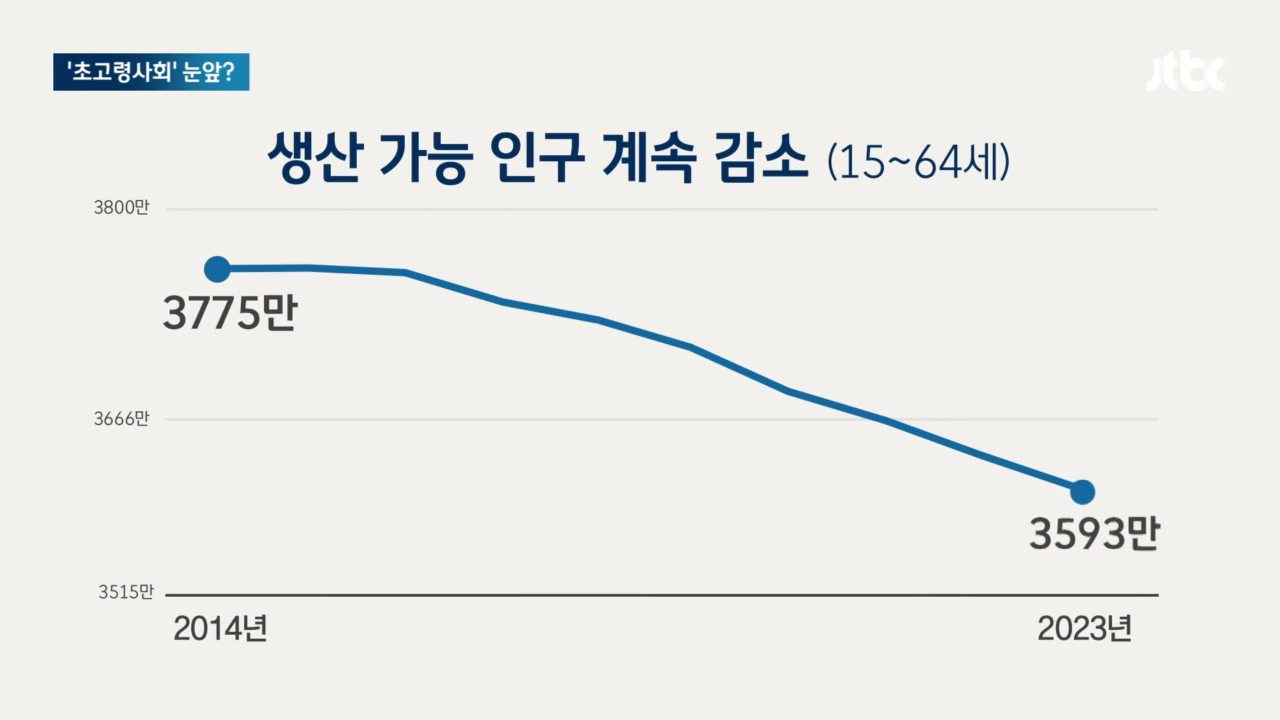 '초고령사회' 눈앞?
jtbc
생산 가능 인구 계속 감소 (15~64세)
3800만
3775만
3666만
3593만
3515만
2014년
2023년